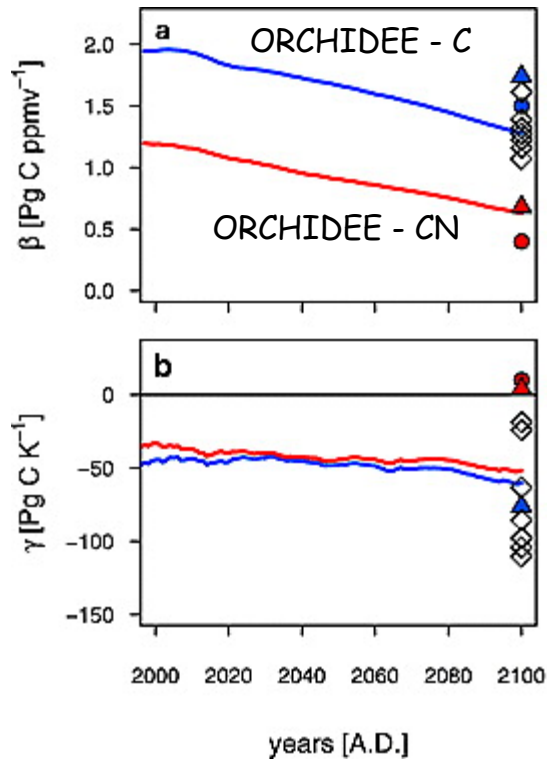 a
ORCHIDEE - C
2.0
1.5
1.0
0.5
0.0
β [Pg C ppmv⁻¹]
ORCHIDEE - CN
b
0
−50
−100
−150
γ [Pg C K⁻¹]
2000 2020 2040 2060 2080 2100
years [A.D.]